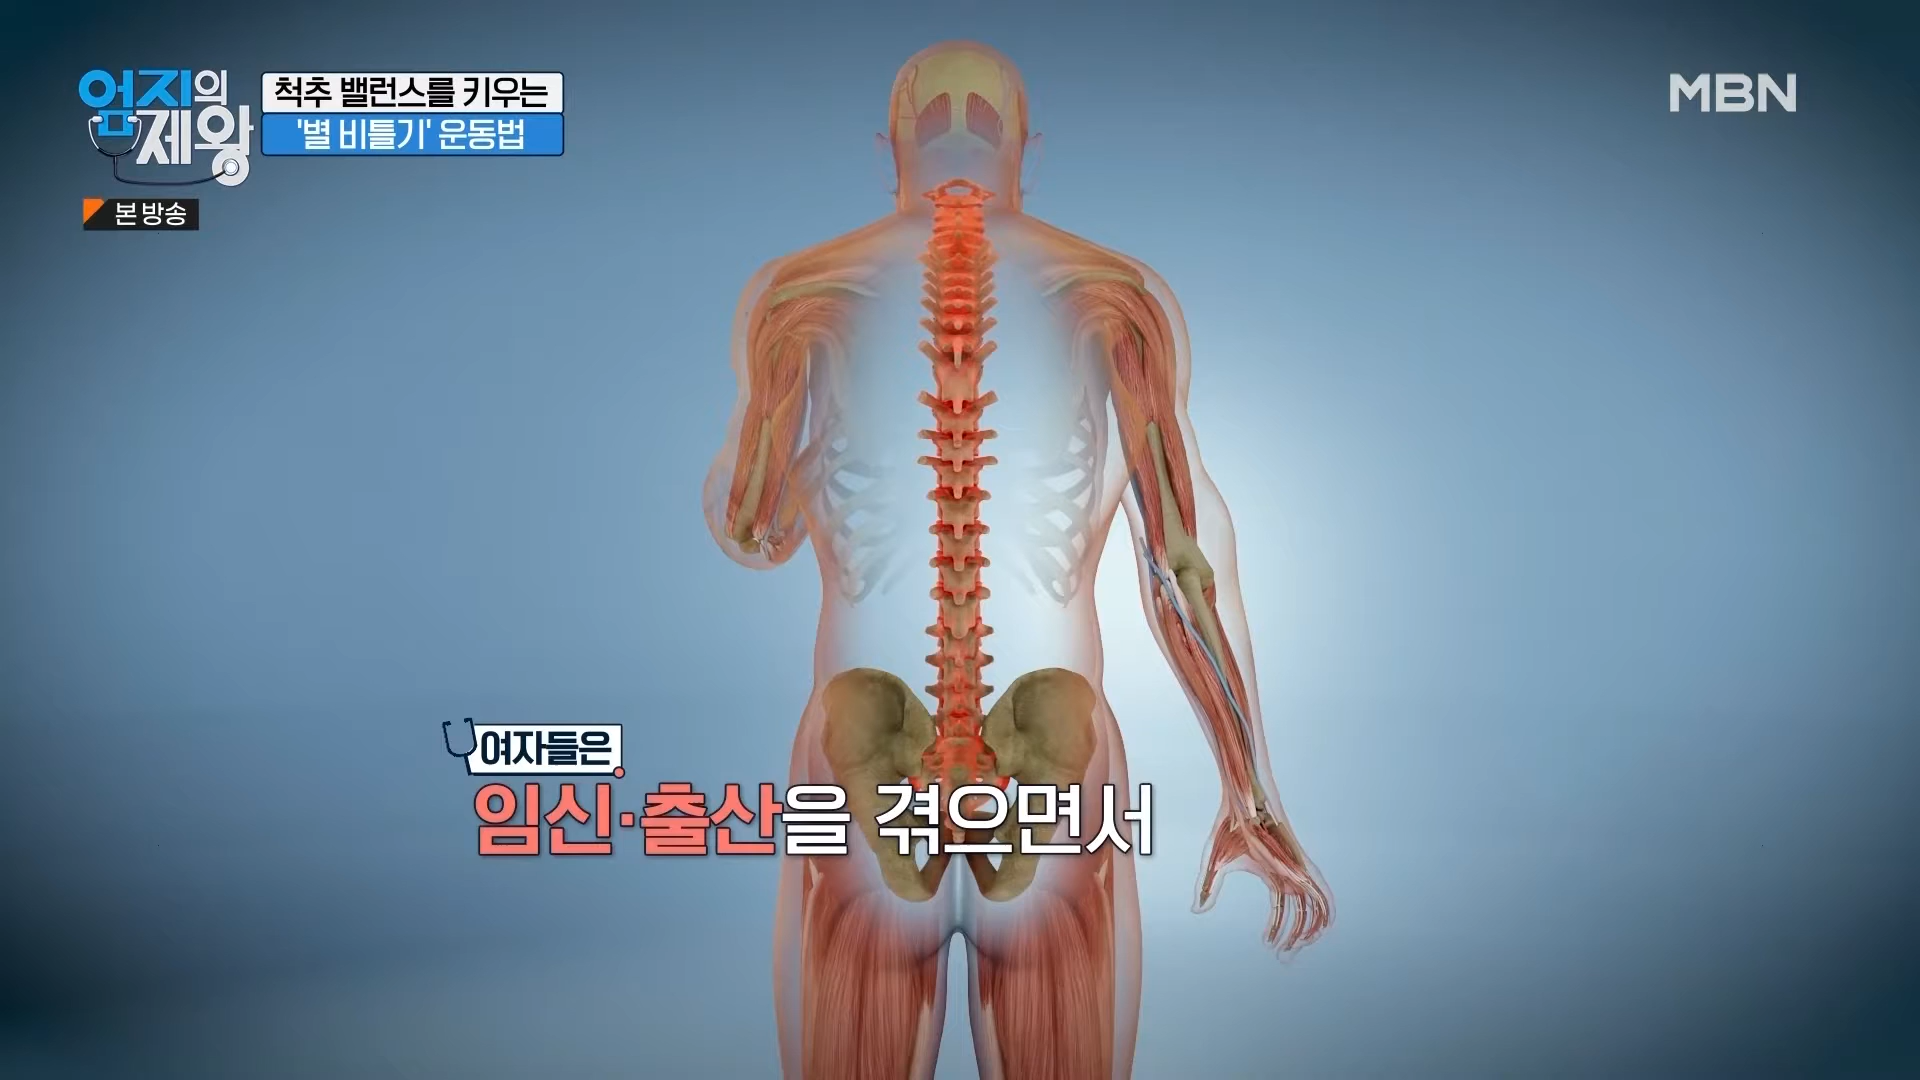 엄지의
제왕
척추 밸런스를 키우는
'별 비틀기' 운동법
본 방송
MBN
여자들은
임신·출산을 겪으면서